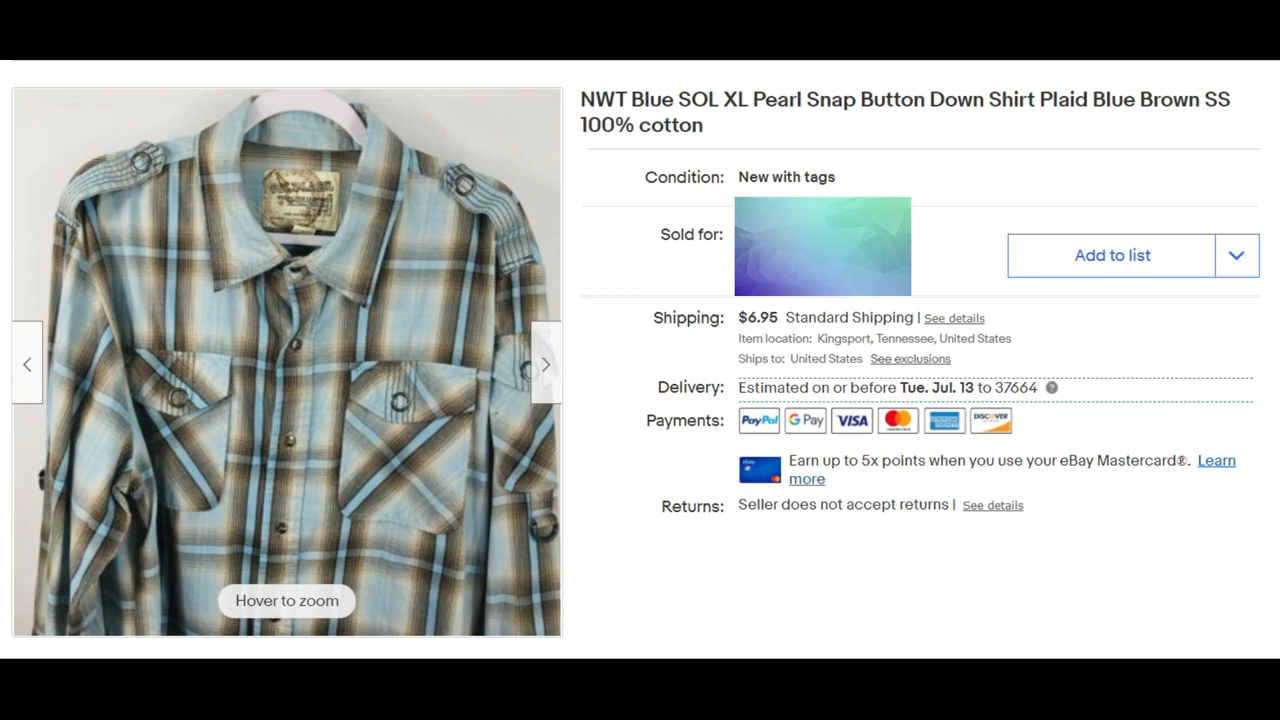 NWT Blue SOL XL Pearl Snap Button Down Shirt Plaid Blue Brown SS
100% cotton
Condition: New with tags
Sold for:
Add to list
Shipping: $6.95 Standard Shipping | See details
Item location: Kingsport, Tennessee, United States
Ships to: United States See exclusions
Delivery: Estimated on or before Tue. Jul. 13 to 37664 ?
Payments: PayPal G Pay VISA mastercard AMERICAN EXPRESS DISCOVER
ebay
Earn up to 5x points when you use your eBay Mastercard®. Learn
more
Returns: Seller does not accept returns | See details
Hover to zoom